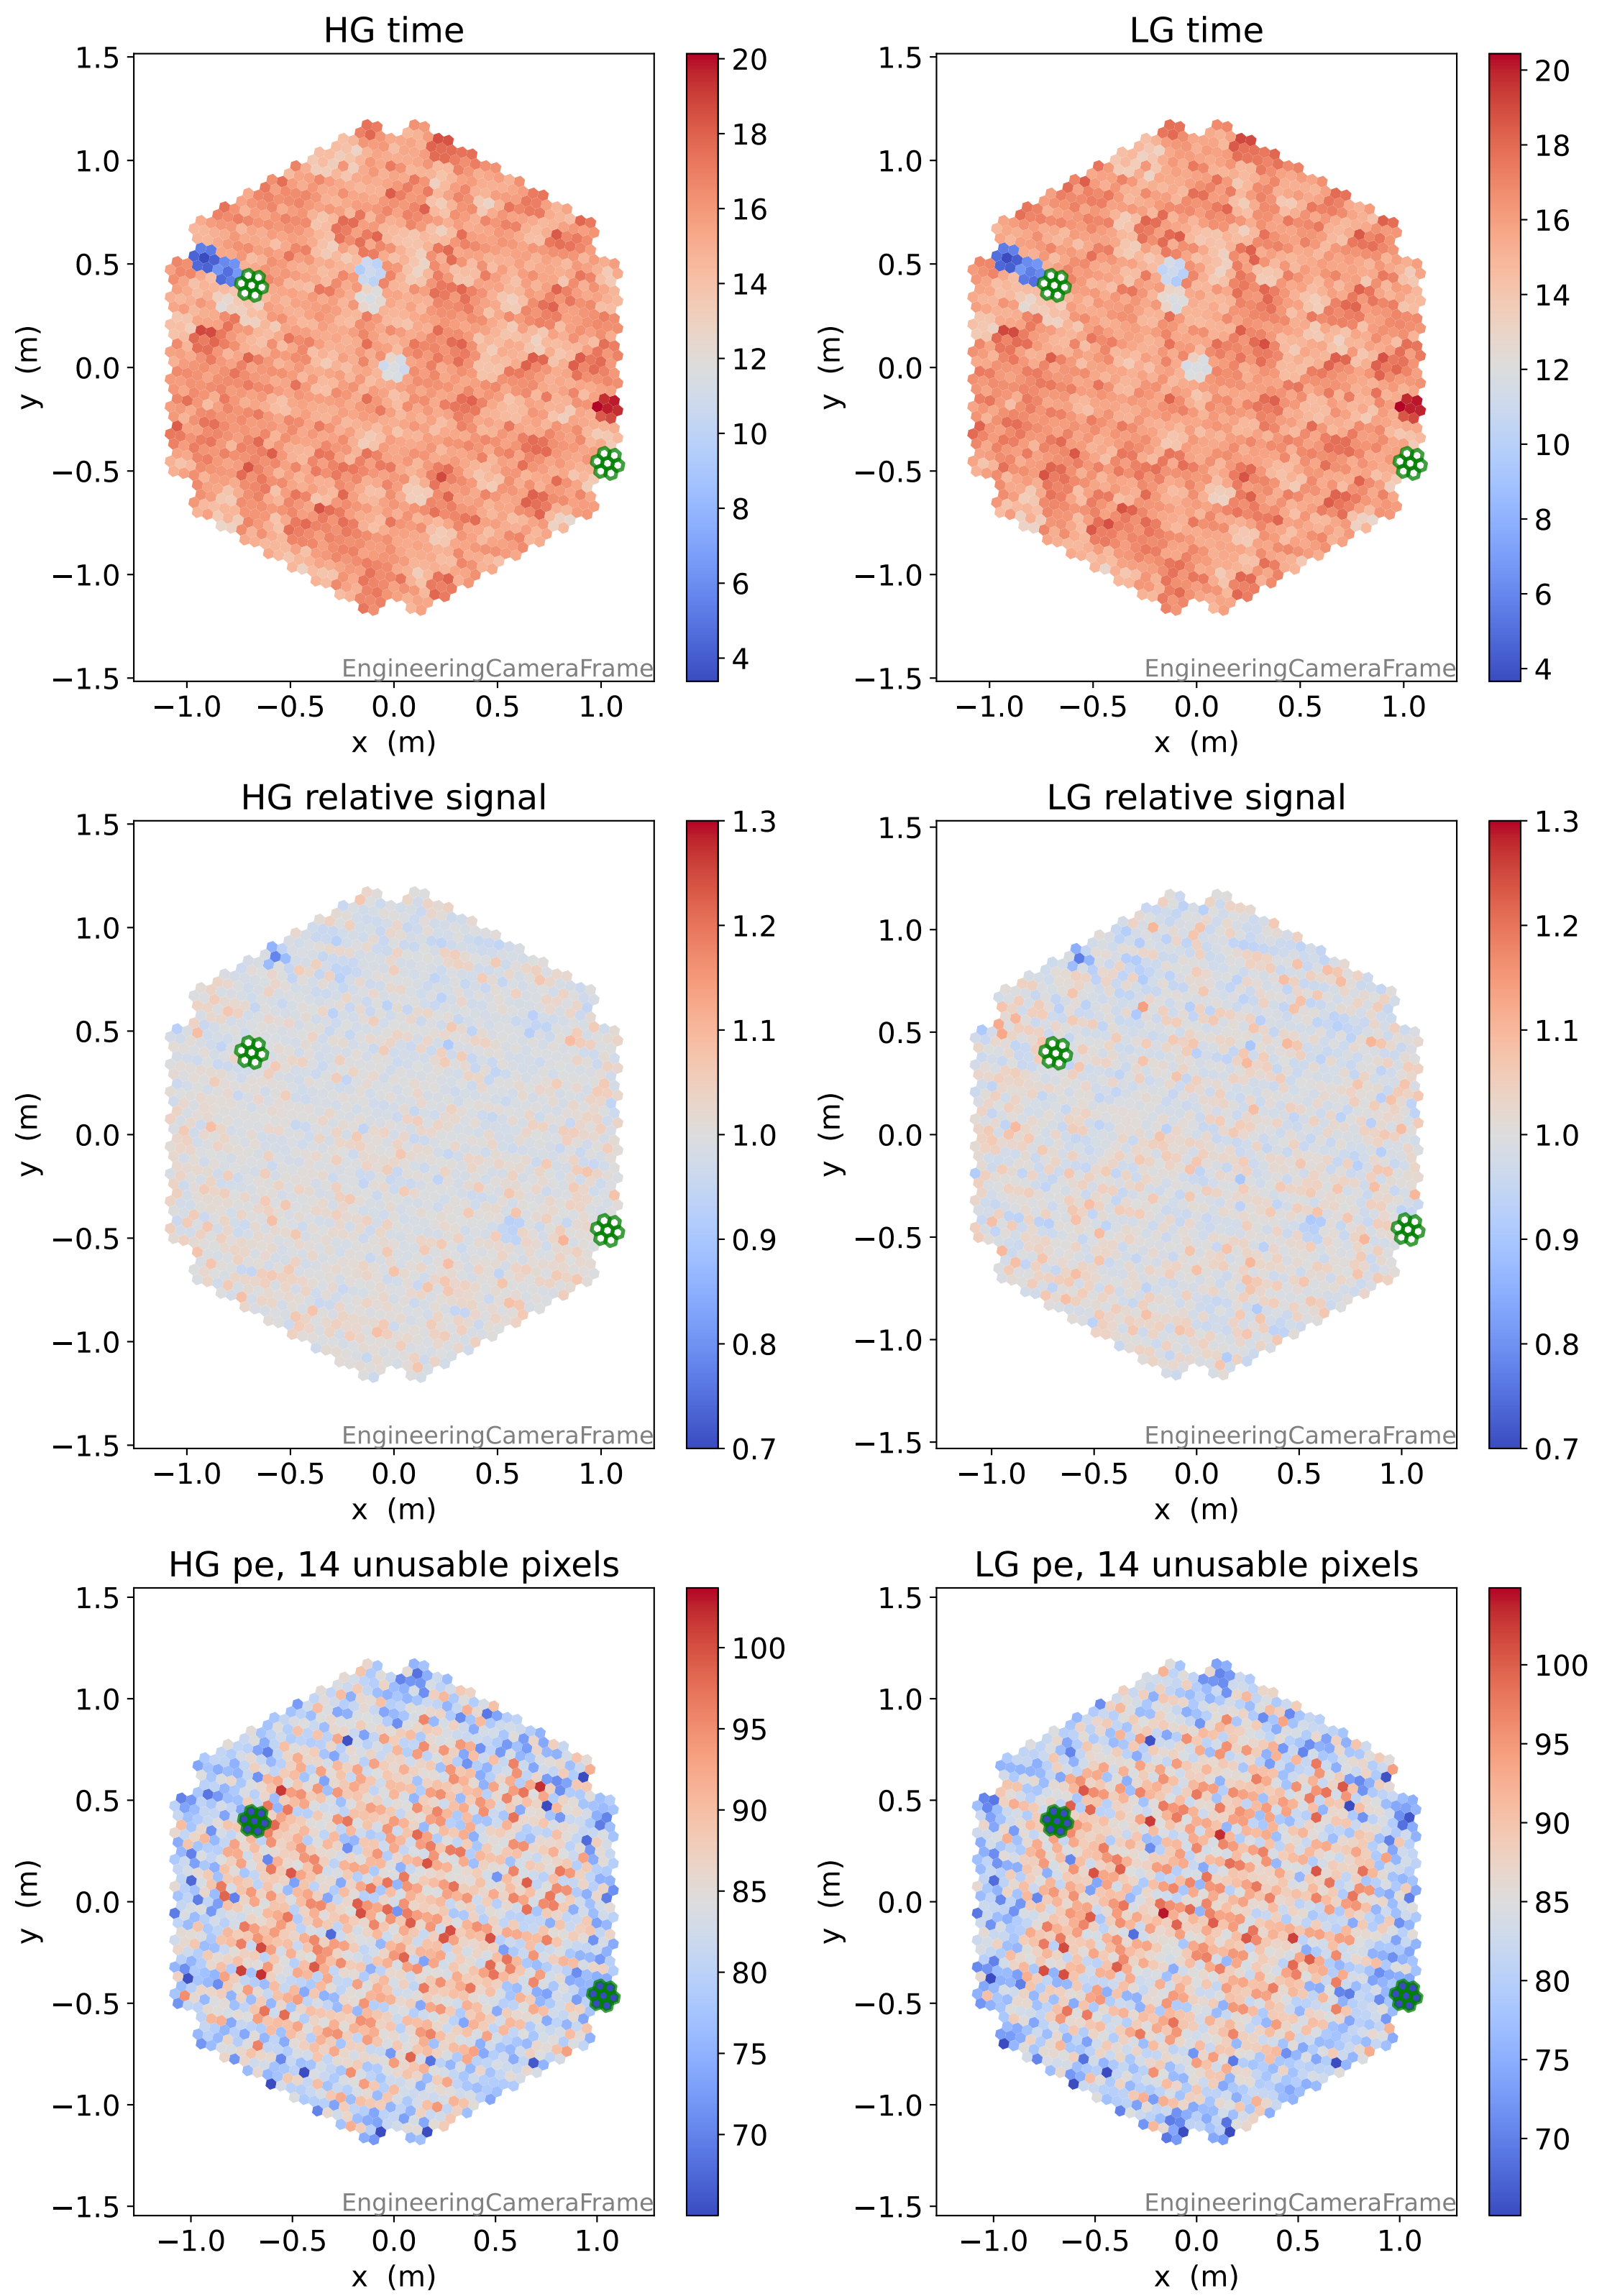 HG time
LG time
1.5
1.0
0.5
0.0
−0.5
−1.0
−1.5
y (m)
−1.0 −0.5 0.0 0.5 1.0
x (m)
EngineeringCameraFrame
20
18
16
14
12
10
8
6
4
1.5
1.0
0.5
0.0
−0.5
−1.0
−1.5
y (m)
−1.0 −0.5 0.0 0.5 1.0
x (m)
EngineeringCameraFrame
20
18
16
14
12
10
8
6
4
HG relative signal
LG relative signal
1.5
1.0
0.5
0.0
−0.5
−1.0
−1.5
y (m)
−1.0 −0.5 0.0 0.5 1.0
x (m)
EngineeringCameraFrame
1.3
1.2
1.1
1.0
0.9
0.8
0.7
1.5
1.0
0.5
0.0
−0.5
−1.0
−1.5
y (m)
−1.0 −0.5 0.0 0.5 1.0
x (m)
EngineeringCameraFrame
1.3
1.2
1.1
1.0
0.9
0.8
0.7
HG pe, 14 unusable pixels
LG pe, 14 unusable pixels
1.5
1.0
0.5
0.0
−0.5
−1.0
−1.5
y (m)
−1.0 −0.5 0.0 0.5 1.0
x (m)
EngineeringCameraFrame
100
95
90
85
80
75
70
1.5
1.0
0.5
0.0
−0.5
−1.0
−1.5
y (m)
−1.0 −0.5 0.0 0.5 1.0
x (m)
EngineeringCameraFrame
100
95
90
85
80
75
70